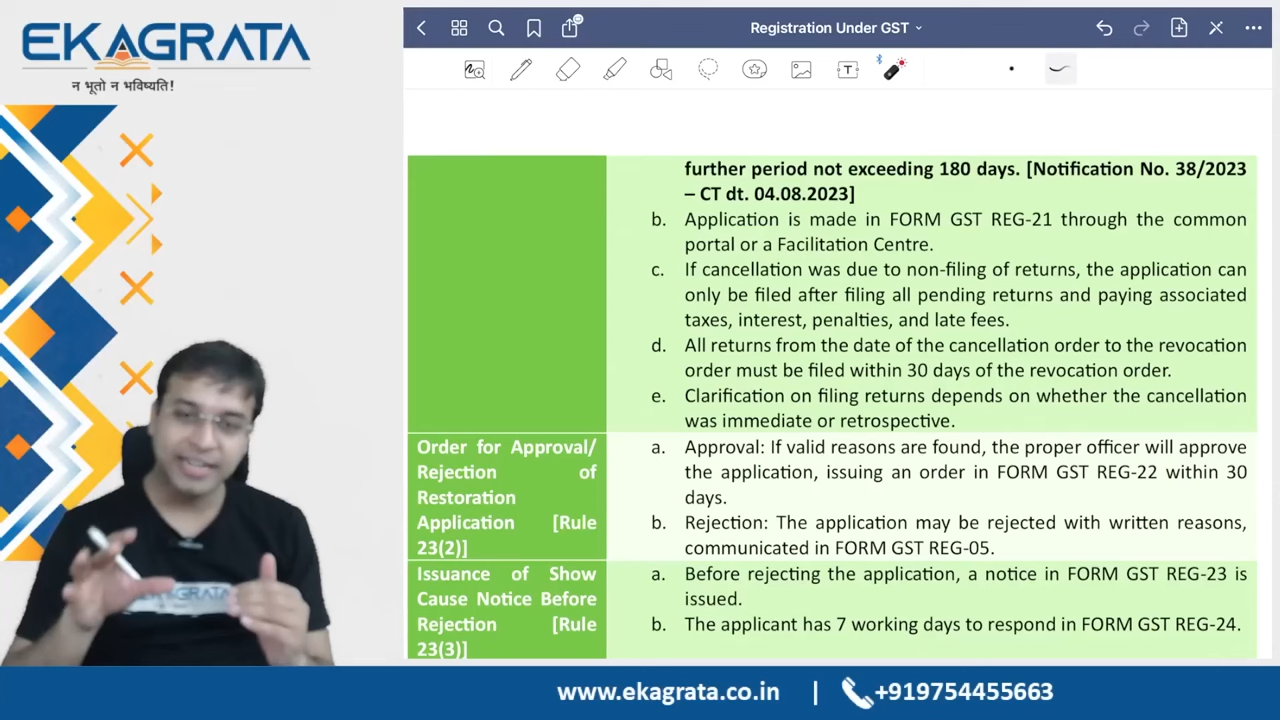 EKAGRATA
न भूतो न भविष्यति!
Registration Under GST
T
further period not exceeding 180 days. [Notification No. 38/2023
– CT dt. 04.08.2023]
b. Application is made in FORM GST REG-21 through the common
portal or a Facilitation Centre.
c. If cancellation was due to non-filing of returns, the application can
only be filed after filing all pending returns and paying associated
taxes, interest, penalties, and late fees.
d. All returns from the date of the cancellation order to the revocation
order must be filed within 30 days of the revocation order.
e. Clarification on filing returns depends on whether the cancellation
was immediate or retrospective.
Order for Approval/
Rejection of
Restoration
Application [Rule
23(2)]
a. Approval: If valid reasons are found, the proper officer will approve
the application, issuing an order in FORM GST REG-22 within 30
days.
b. Rejection: The application may be rejected with written reasons,
communicated in FORM GST REG-05.
Issuance of Show
Cause Notice Before
Rejection [Rule
23(3)]
a. Before rejecting the application, a notice in FORM GST REG-23 is
issued.
b. The applicant has 7 working days to respond in FORM GST REG-24.
EKAGRATA
www.ekagrata.co.in | +919754455663